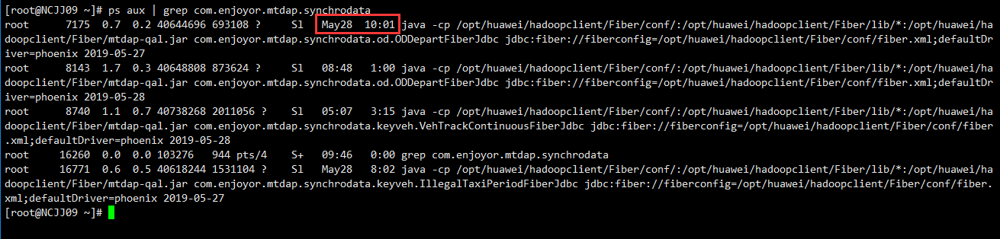 [root@NCJJ09 ~]# ps aux | grep com.enjoyor.mtdap.synchrodata
root      7175  0.7  0.2 40644696 693108 ?     Sl   May28  10:01 java -cp /opt/huawei/hadoopclient/Fiber/conf/:/opt/huawei/hadoopclient/Fiber/lib/*:/opt/huawei/ha
doopclient/Fiber/mtdap-qal.jar com.enjoyor.mtdap.synchrodata.od.ODDepartFiberJdbc jdbc:fiber://fiberconfig=/opt/huawei/hadoopclient/Fiber/conf/fiber.xml;defaultDr
iver=phoenix 2019-05-27
root      8143  1.7  0.3 40648808 873624 ?     Sl   08:48   1:00 java -cp /opt/huawei/hadoopclient/Fiber/conf/:/opt/huawei/hadoopclient/Fiber/lib/*:/opt/huawei/ha
doopclient/Fiber/mtdap-qal.jar com.enjoyor.mtdap.synchrodata.od.ODDepartFiberJdbc jdbc:fiber://fiberconfig=/opt/huawei/hadoopclient/Fiber/conf/fiber.xml;defaultDr
iver=phoenix 2019-05-28
root      8740  1.1  0.7 40738268 2011056 ?    Sl   05:07   3:15 java -cp /opt/huawei/hadoopclient/Fiber/conf/:/opt/huawei/hadoopclient/Fiber/lib/*:/opt/huawei/ha
doopclient/Fiber/mtdap-qal.jar com.enjoyor.mtdap.synchrodata.keyveh.VehTrackContinuousFiberJdbc jdbc:fiber://fiberconfig=/opt/huawei/hadoopclient/Fiber/conf/fiber
.xml;defaultDriver=phoenix 2019-05-28
root     16260  0.0  0.0 103276   944 pts/4    S+   09:46   0:00 grep com.enjoyor.mtdap.synchrodata
root     16771  0.6  0.5 40618244 1531104 ?    Sl   May28   8:02 java -cp /opt/huawei/hadoopclient/Fiber/conf/:/opt/huawei/hadoopclient/Fiber/lib/*:/opt/huawei/ha
doopclient/Fiber/mtdap-qal.jar com.enjoyor.mtdap.synchrodata.keyveh.IllegalTaxiPeriodFiberJdbc jdbc:fiber://fiberconfig=/opt/huawei/hadoopclient/Fiber/conf/fiber.
xml;defaultDriver=phoenix 2019-05-27
[root@NCJJ09 ~]#